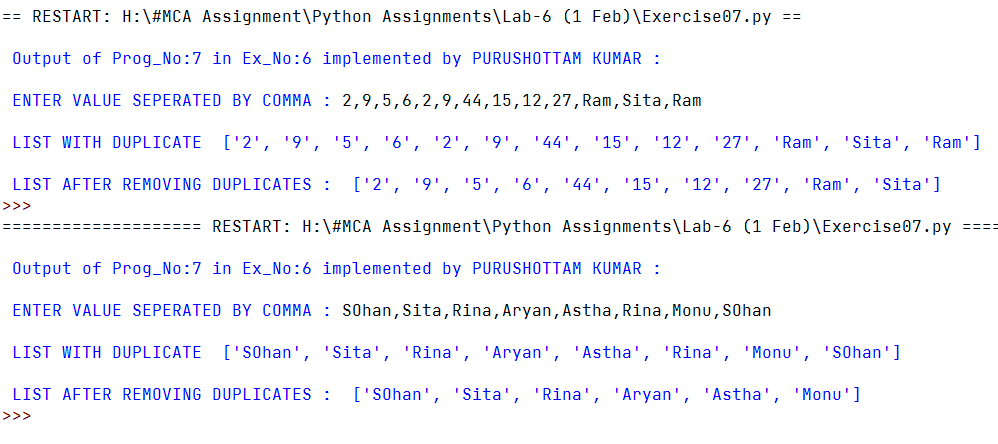 == RESTART: H:\#MCA Assignment\Python Assignments\Lab-6 (1 Feb)\Exercise07.py ==
Output of Prog_No:7 in Ex_No:6 implemented by PURUSHOTTAM KUMAR :
ENTER VALUE SEPERATED BY COMMA : 2,9,5,6,2,9,44,15,12,27,Ram,Sita,Ram
LIST WITH DUPLICATE  ['2', '9', '5', '6', '2', '9', '44', '15', '12', '27', 'Ram', 'Sita', 'Ram']
LIST AFTER REMOVING DUPLICATES :  ['2', '9', '5', '6', '44', '15', '12', '27', 'Ram', 'Sita']
>>>
==================== RESTART: H:\#MCA Assignment\Python Assignments\Lab-6 (1 Feb)\Exercise07.py ====
Output of Prog_No:7 in Ex_No:6 implemented by PURUSHOTTAM KUMAR :
ENTER VALUE SEPERATED BY COMMA : SOhan,Sita,Rina,Aryan,Astha,Rina,Monu,SOhan
LIST WITH DUPLICATE  ['SOhan', 'Sita', 'Rina', 'Aryan', 'Astha', 'Rina', 'Monu', 'SOhan']
LIST AFTER REMOVING DUPLICATES :  ['SOhan', 'Sita', 'Rina', 'Aryan', 'Astha', 'Monu']
>>>